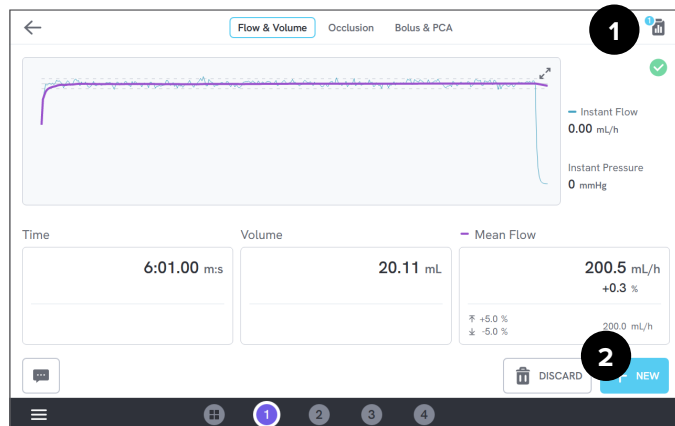 Flow & Volume Occlusion Bolus & PCA
1
1
Instant Flow
0.00 mL/h
Instant Pressure
0 mmHg
Time
6:01.00 m:s
Volume
20.11 mL
Mean Flow
200.5 mL/h
+0.3 %
+5.0 %
-5.0 %
200.0 mL/h
2
DISCARD
NEW
1 2 3 4